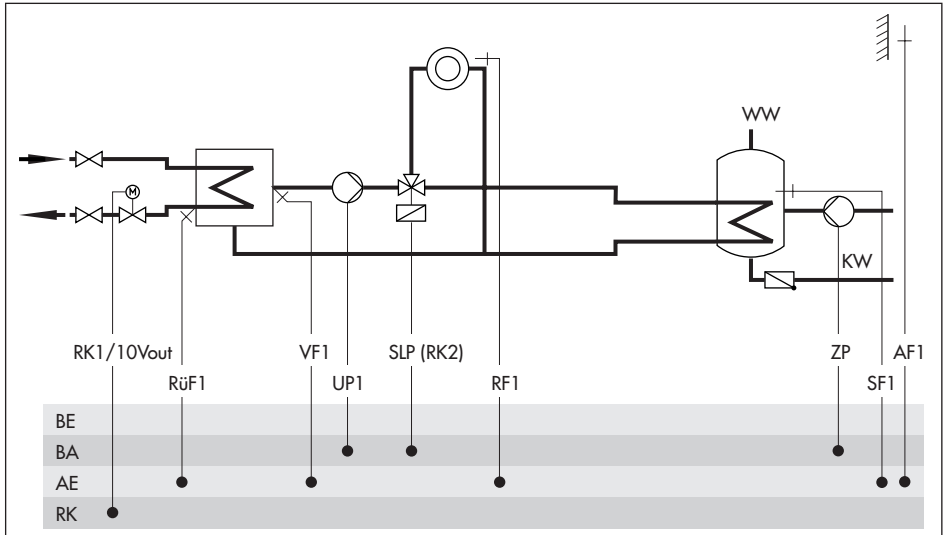 WW
M
KW
RK1/10Vout VF1 SLP (RK2) ZP AF1
RüF1 UP1 RF1 SF1
BE
BA
AE
RK